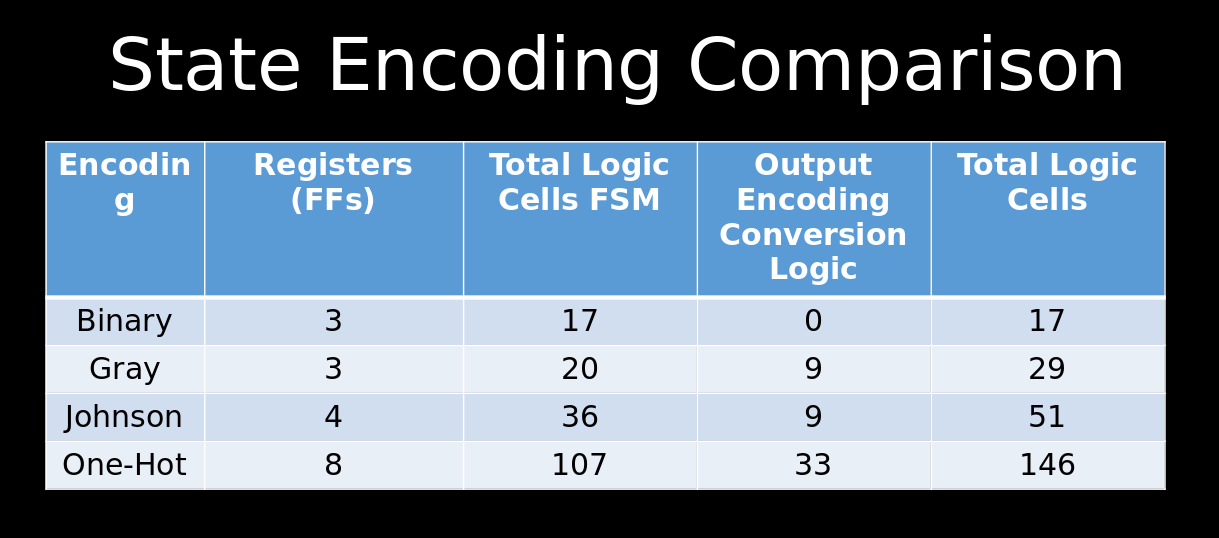 State Encoding Comparison
Encodin
g
Registers
(FFs)
Total Logic
Cells FSM
Output
Encoding
Conversion
Logic
Total Logic
Cells
Binary 3 17 0 17
Gray 3 20 9 29
Johnson 4 36 9 51
One-Hot 8 107 33 146